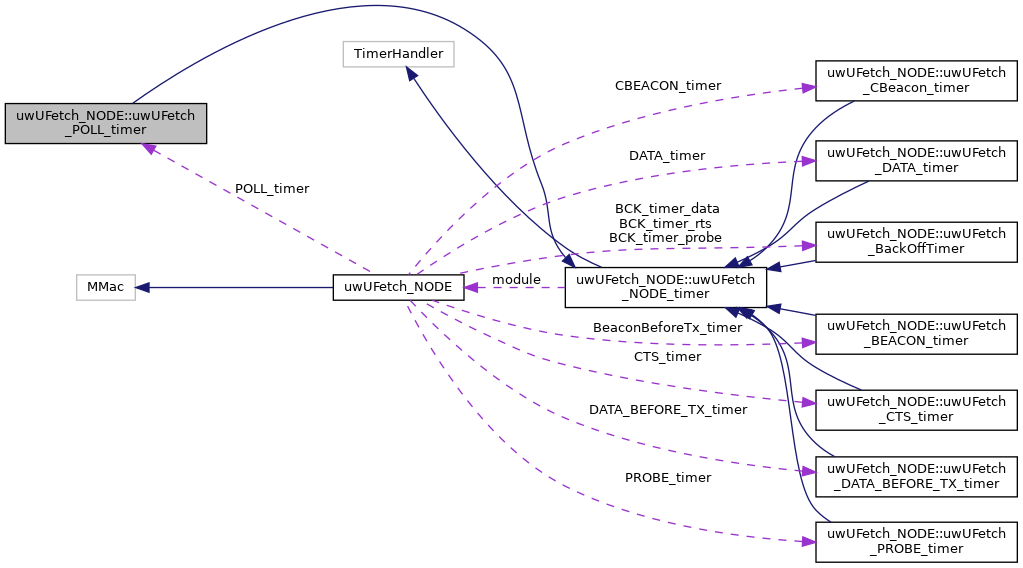 TimerHandler
uwUFetch_NODE::uwUFetch
_CBeacon_timer
CBEACON_timer
uwUFetch_NODE::uwUFetch
_POLL_timer
DATA_timer
uwUFetch_NODE::uwUFetch
_DATA_timer
POLL_timer
BCK_timer_data
BCK_timer_rts
BCK_timer_probe
uwUFetch_NODE::uwUFetch
_BackOffTimer
MMac
uwUFetch_NODE
module
uwUFetch_NODE::uwUFetch
_NODE_timer
BeaconBeforeTx_timer
uwUFetch_NODE::uwUFetch
_BEACON_timer
CTS_timer
uwUFetch_NODE::uwUFetch
_CTS_timer
DATA_BEFORE_TX_timer
uwUFetch_NODE::uwUFetch
_DATA_BEFORE_TX_timer
PROBE_timer
uwUFetch_NODE::uwUFetch
_PROBE_timer